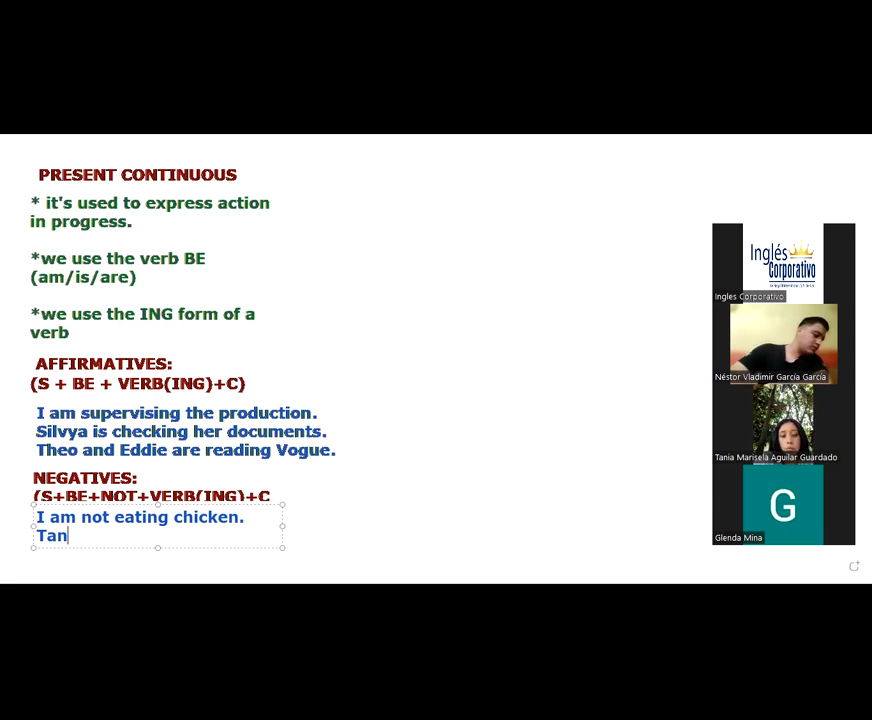 PRESENT CONTINUOUS
* it's used to express action
in progress.
*we use the verb BE
(am/is/are)
*we use the ING form of a
verb
AFFIRMATIVES:
(S + BE + VERB(ING)+C)
I am supervising the production.
Silvya is checking her documents.
Theo and Eddie are reading Vogue.
NEGATIVES:
(S+BE+NOT+VERB(ING)+C
I am not eating chicken.
Tan
Inglés
Corporativo
Ingles Corporativo
Néstor Vladimir García García
Tania Marisela Aguilar Guardado
G
Glenda Mina